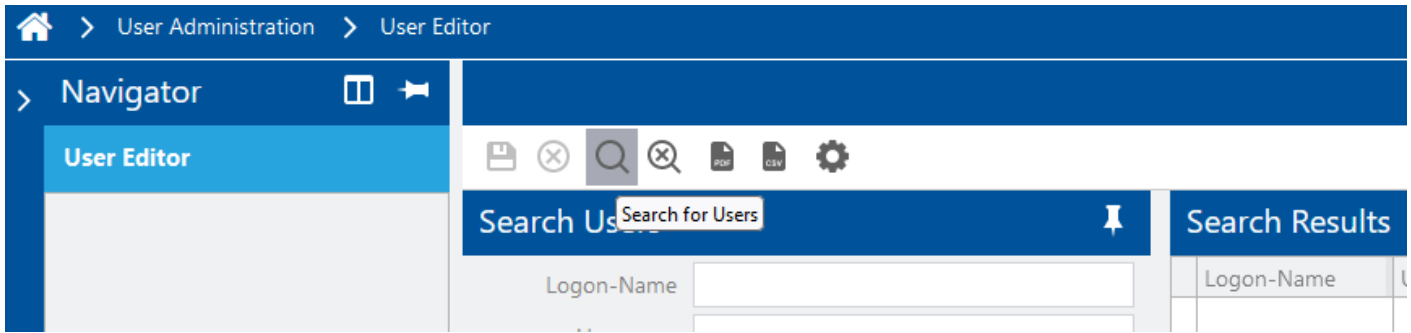 User Administration User Editor
Navigator
User Editor
PDF CSV
Search for Users
Search Results
Logon-Name
Logon-Name